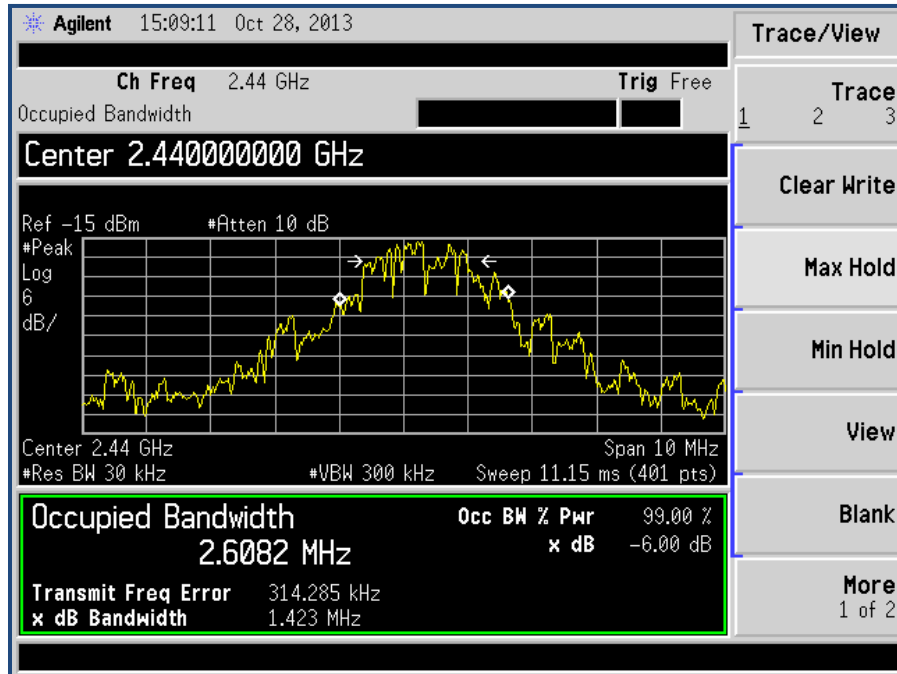 Agilent 15:09:11 Oct 28, 2013
Trace/View
Ch Freq 2.44 GHz Trig Free
Occupied Bandwidth
Trace
1 2 3
Center 2.440000000 GHz
Clear Write
Ref -15 dBm #Atten 10 dB
#Peak
Log
6
dB/
Max Hold
Min Hold
View
Center 2.44 GHz Span 10 MHz
#Res BW 30 kHz #VBW 300 kHz Sweep 11.15 ms (401 pts)
Occupied Bandwidth Occ BW % Pwr 99.00 %
2.6082 MHz x dB -6.00 dB
Blank
Transmit Freq Error 314.285 kHz
x dB Bandwidth 1.423 MHz
More
1 of 2